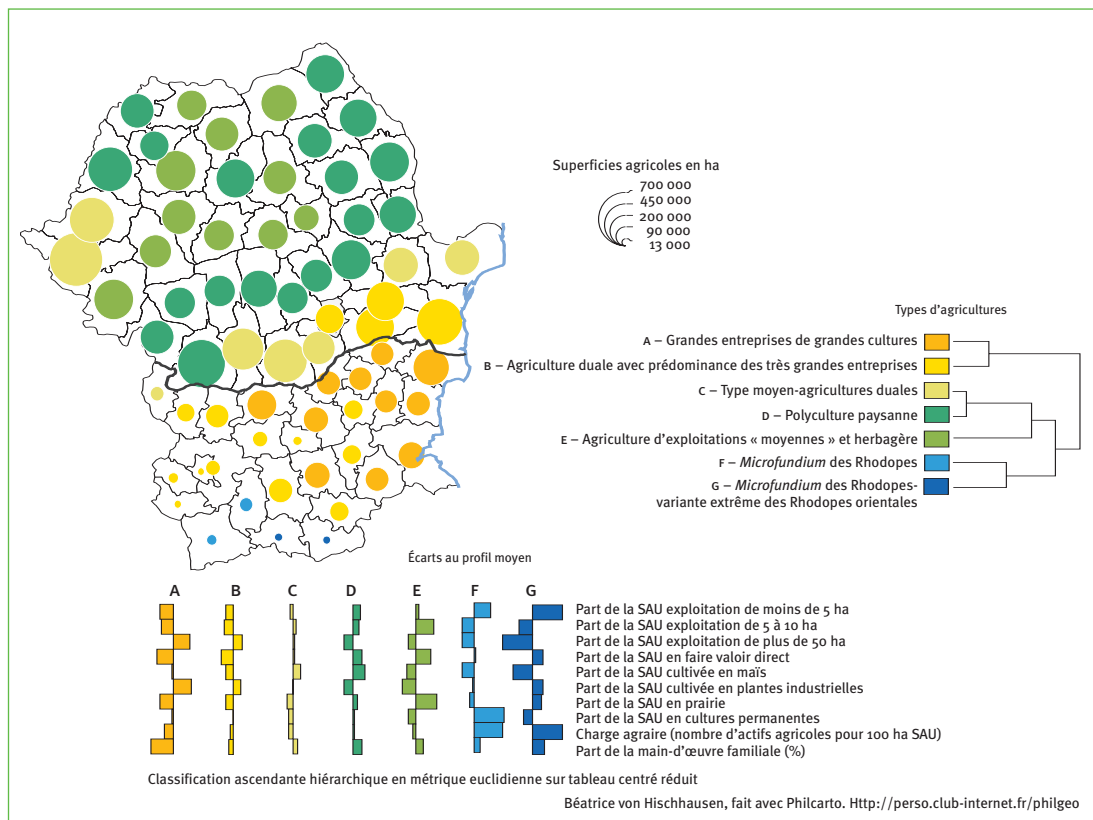 Superficies agricoles en ha
700 000
450 000
200 000
90 000
13 000
Types d'agricultures
A – Grandes entreprises de grandes cultures
B – Agriculture duale avec prédominance des très grandes entreprises
C – Type moyen-agricultures duales
D – Polyculture paysanne
E – Agriculture d'exploitations « moyennes » et herbagère
F – Microfundium des Rhodopes
G – Microfundium des Rhodopes-
variante extrême des Rhodopes orientales
Écarts au profil moyen
A B C D E F G
Part de la SAU exploitation de moins de 5 ha
Part de la SAU exploitation de 5 à 10 ha
Part de la SAU exploitation de plus de 50 ha
Part de la SAU en faire valoir direct
Part de la SAU cultivée en maïs
Part de la SAU cultivée en plantes industrielles
Part de la SAU en prairie
Part de la SAU en cultures permanentes
Charge agraire (nombre d'actifs agricoles pour 100 ha SAU)
Part de la main-d'œuvre familiale (%)
Classification ascendante hiérarchique en métrique euclidienne sur tableau centré réduit
Béatrice von Hischhausen, fait avec Philcarto. Http://perso.club-internet.fr/philgeo